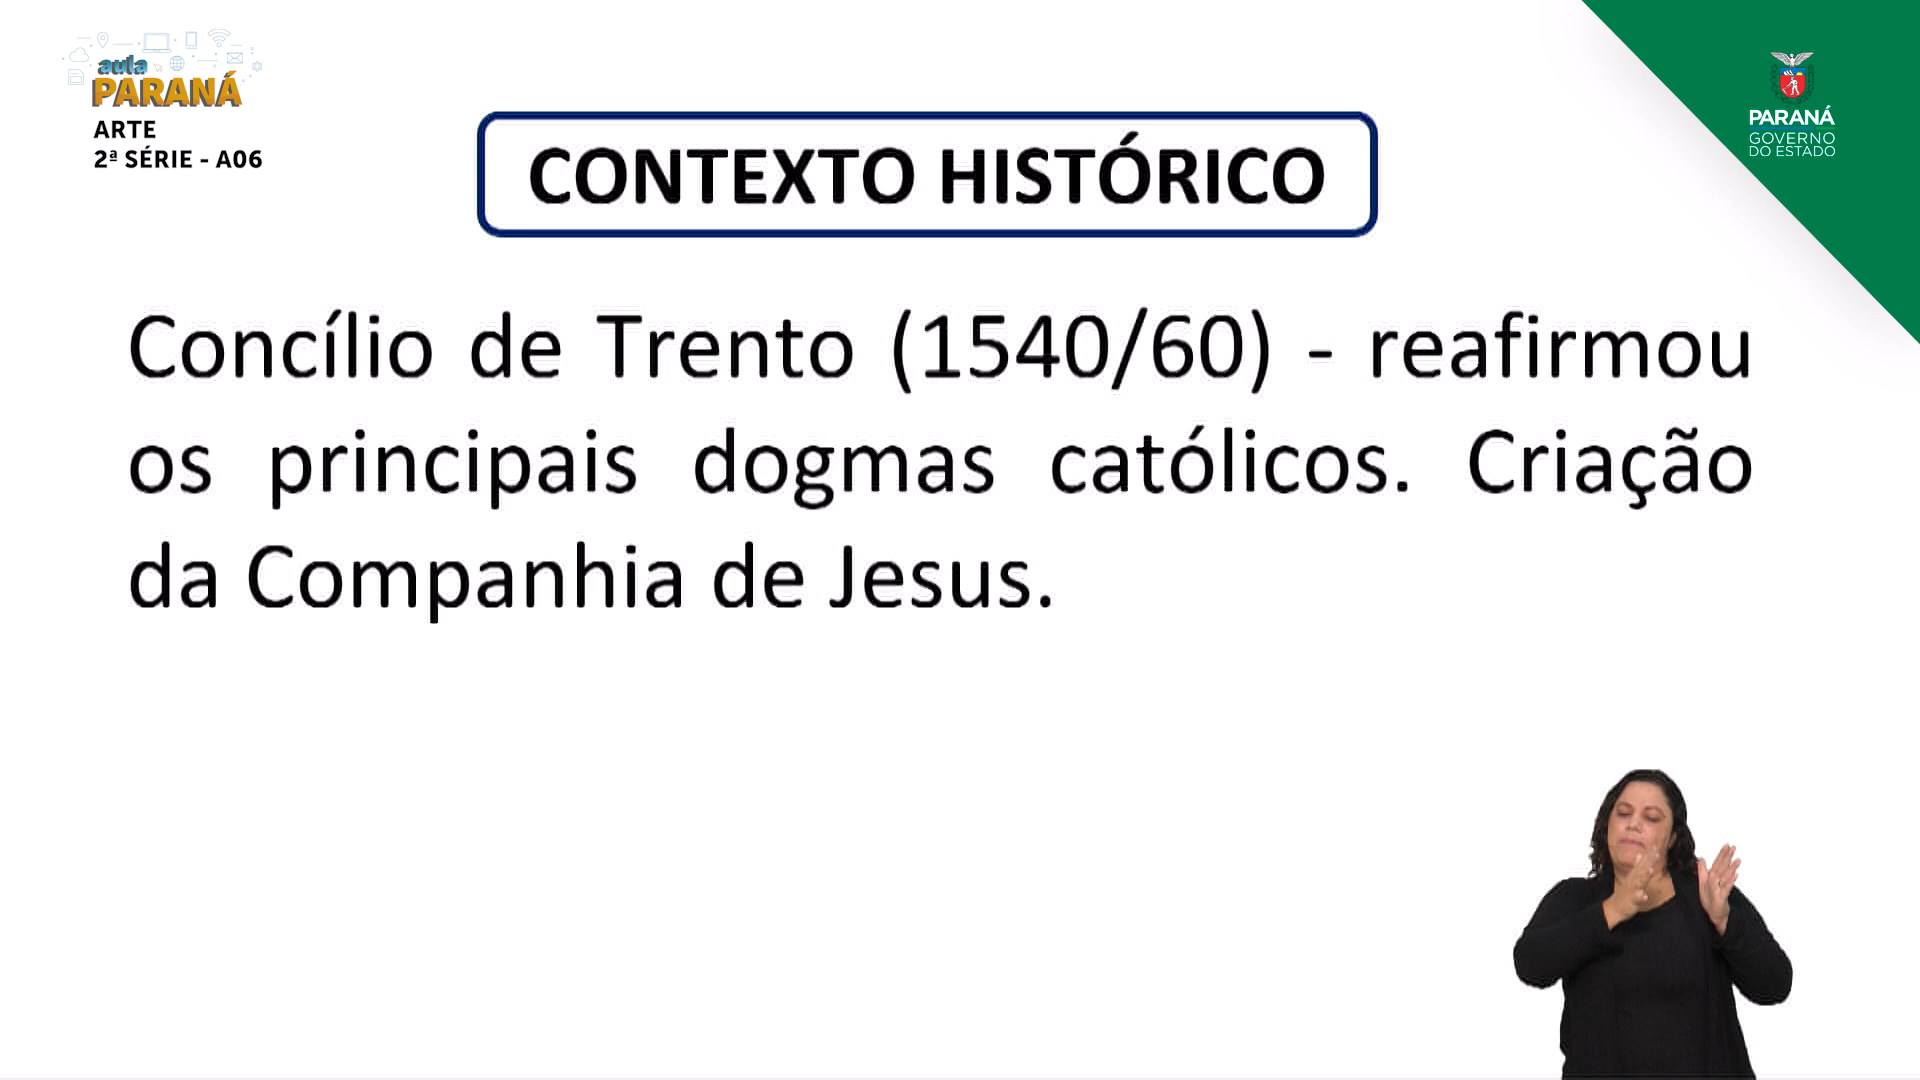 aula
PARANÁ
ARTE
2ª SÉRIE - A06
PARANÁ
GOVERNO
DO ESTADO
CONTEXTO HISTÓRICO
Concílio de Trento (1540/60) - reafirmou
os principais dogmas católicos. Criação
da Companhia de Jesus.